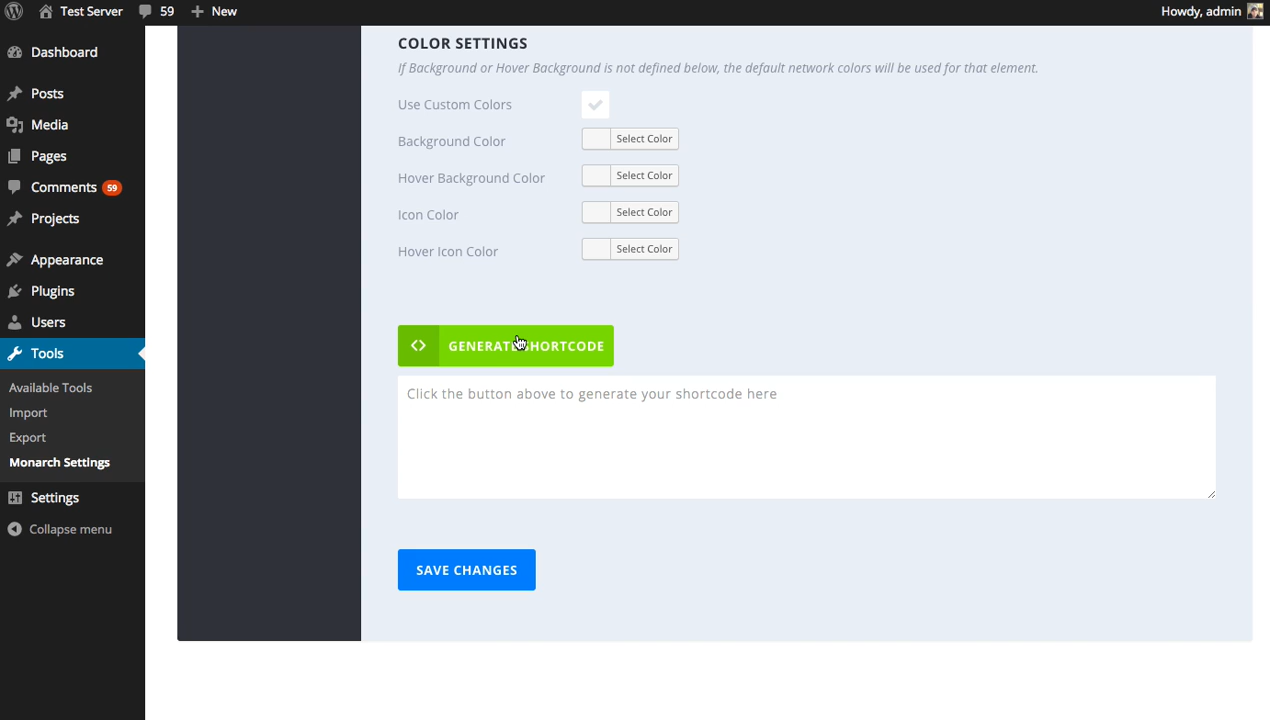 Test Server 59 New Howdy, admin
Dashboard
Posts
Media
Pages
Comments 59
Projects
Appearance
Plugins
Users
Tools
Available Tools
Import
Export
Monarch Settings
Settings
Collapse menu
COLOR SETTINGS
If Background or Hover Background is not defined below, the default network colors will be used for that element.
Use Custom Colors
Background Color Select Color
Hover Background Color Select Color
Icon Color Select Color
Hover Icon Color Select Color
GENERATE SHORTCODE
Click the button above to generate your shortcode here
SAVE CHANGES